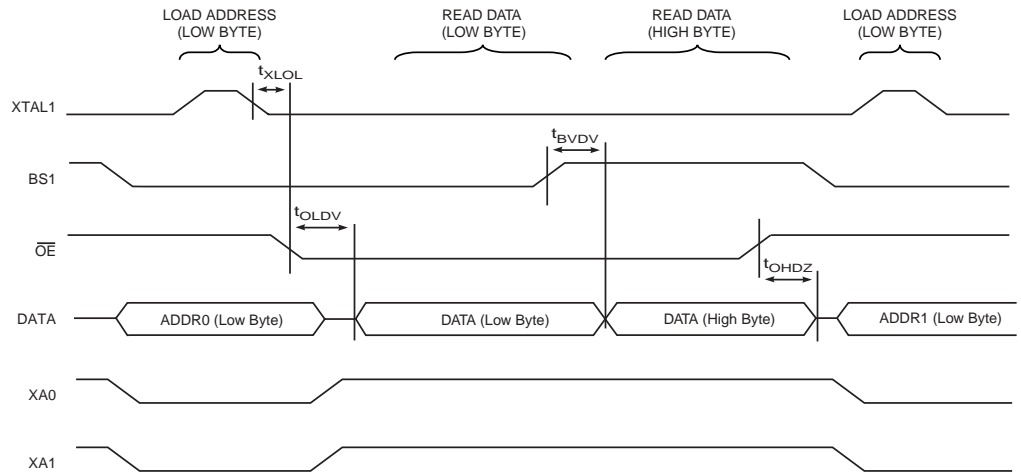 LOAD ADDRESS
(LOW BYTE)
READ DATA
(LOW BYTE)
READ DATA
(HIGH BYTE)
LOAD ADDRESS
(LOW BYTE)
tXLOL
XTAL1
tBVDV
BS1
tOLDV
OE
tOHDZ
DATA
ADDR0 (Low Byte)
DATA (Low Byte)
DATA (High Byte)
ADDR1 (Low Byte)
XA0
XA1